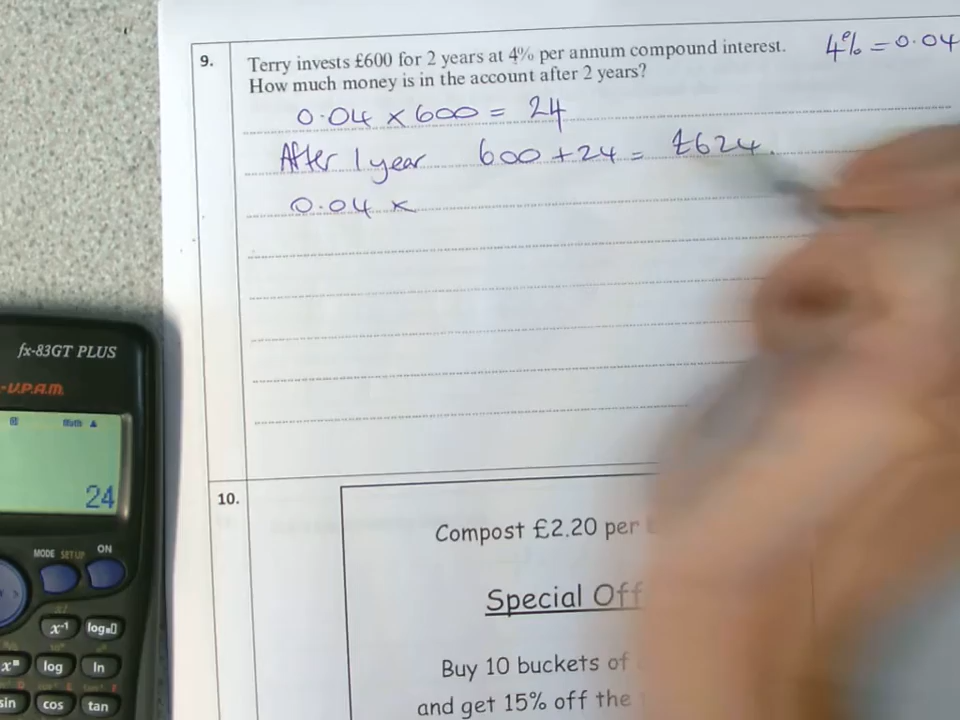 9. Terry invests £600 for 2 years at 4% per annum compound interest. 4% = 0.04
How much money is in the account after 2 years?
0.04 × 600 = 24
After 1 year 600 + 24 = £624.
0.04 ×
fx-83GT PLUS
-V.P.A.M.
Math ▲
24
MODE SETUP ON
x⁻¹ log
log ln
sin cos tan
10.
Compost £2.20 per
Special Off
Buy 10 buckets of
and get 15% off the